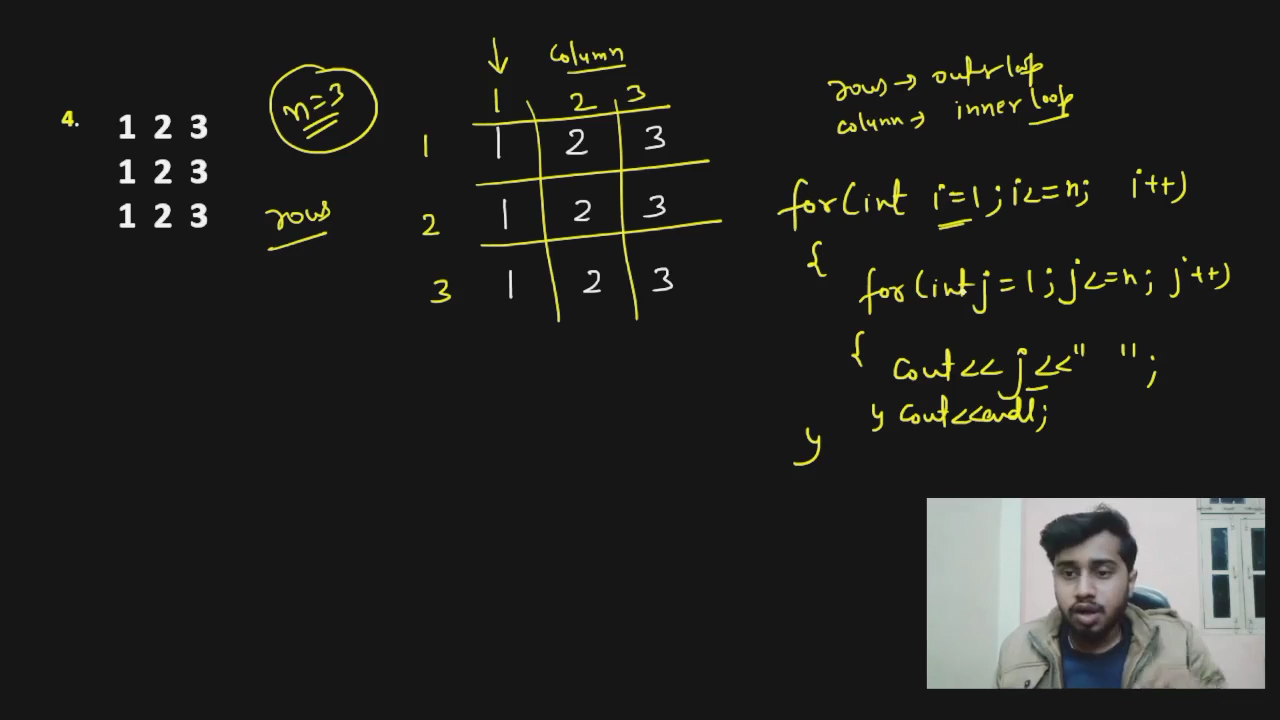 4.
1 2 3
1 2 3
1 2 3
n=3
rows
column
1 2 3
1 1 2 3
2 1 2 3
3 1 2 3
rows → outer loop
column → inner loop
for(int i=1; i<=n; i++)
{
for(int j=1; j<=n; j++)
{ cout<< j <<" ";
} cout<<endl;
}